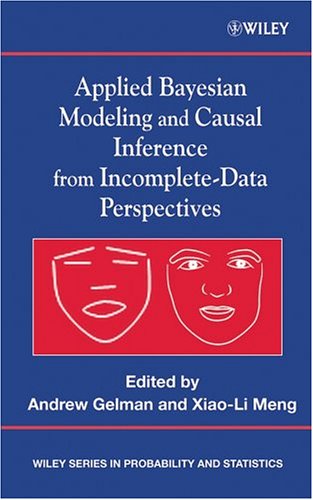 WILEY
Applied Bayesian
Modeling and Causal
Inference
from Incomplete-Data
Perspectives
Edited by
Andrew Gelman and Xiao-Li Meng
WILEY SERIES IN PROBABILITY AND STATISTICS